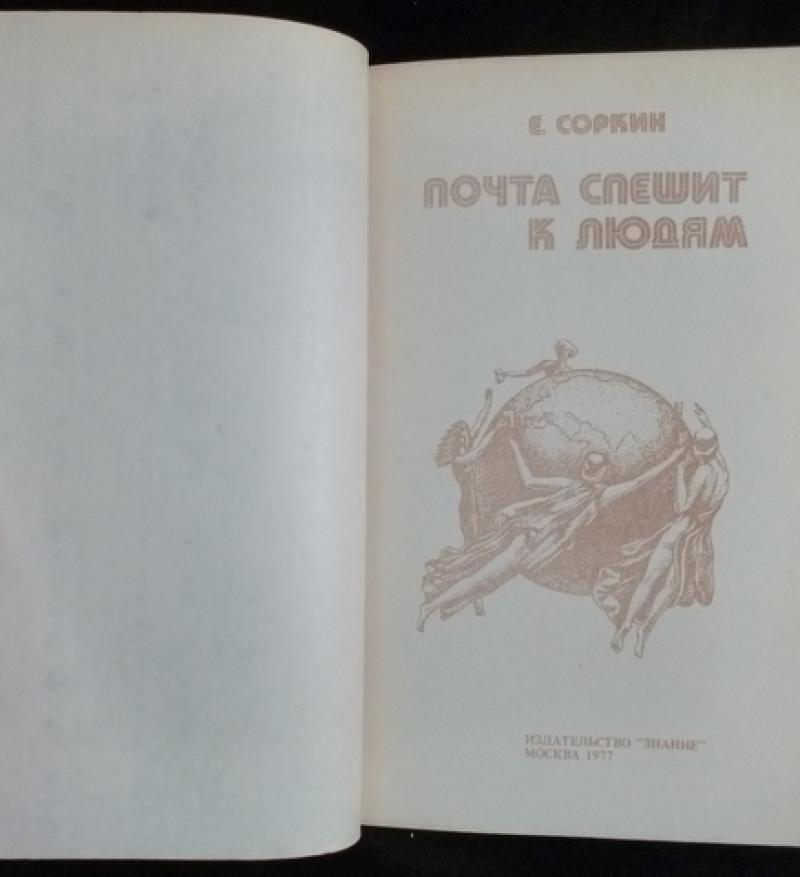 Е. СОРКИН
ПОЧТА СПЕШИТ
К ЛЮДЯМ
ИЗДАТЕЛЬСТВО "ЗНАНИЕ"
МОСКВА 1977